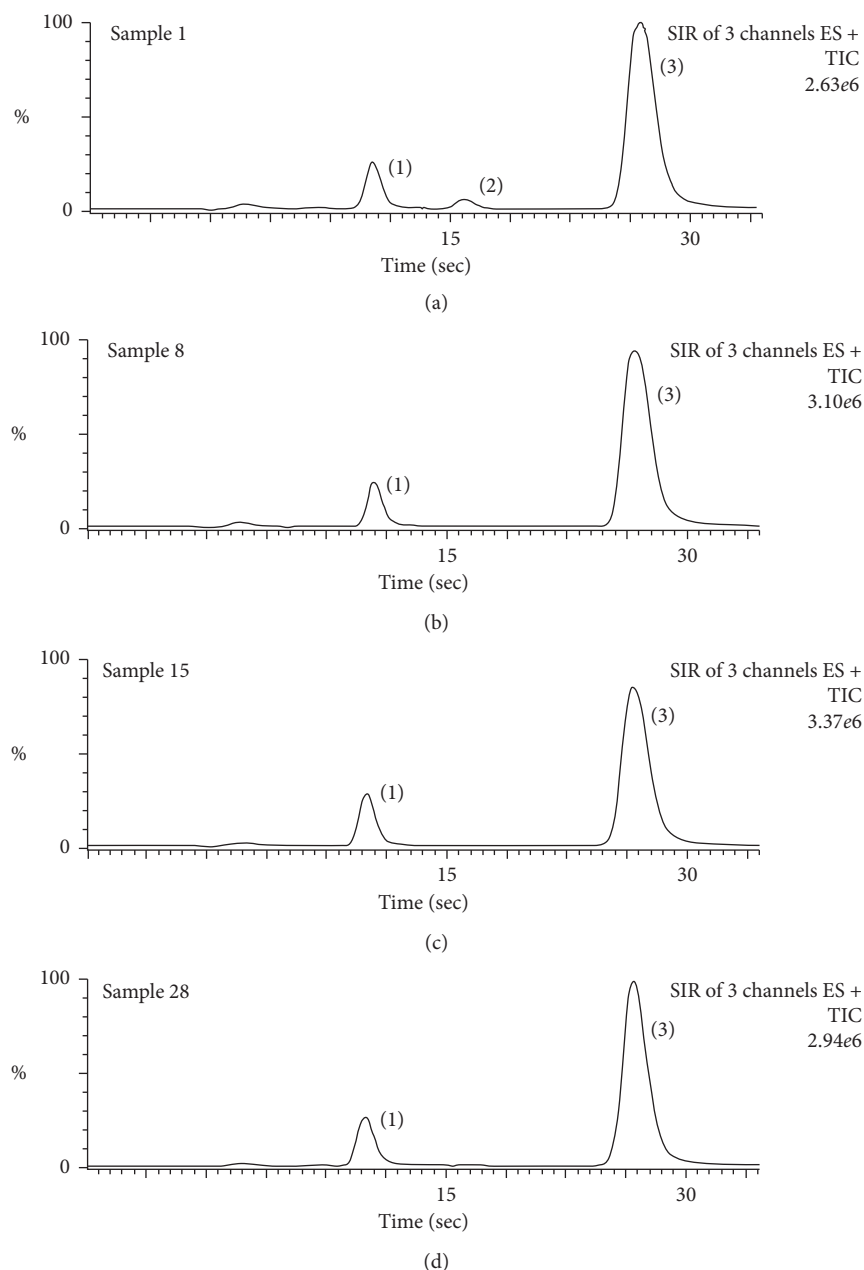 100
Sample 1
SIR of 3 channels ES +
TIC
2.63e6
(3)
%
(1)
(2)
0
15
30
Time (sec)
(a)
100
Sample 8
SIR of 3 channels ES +
TIC
3.10e6
(3)
%
(1)
0
15
30
Time (sec)
(b)
100
Sample 15
SIR of 3 channels ES +
TIC
3.37e6
(3)
%
(1)
0
15
30
Time (sec)
(c)
100
Sample 28
SIR of 3 channels ES +
TIC
2.94e6
(3)
%
(1)
0
15
30
Time (sec)
(d)